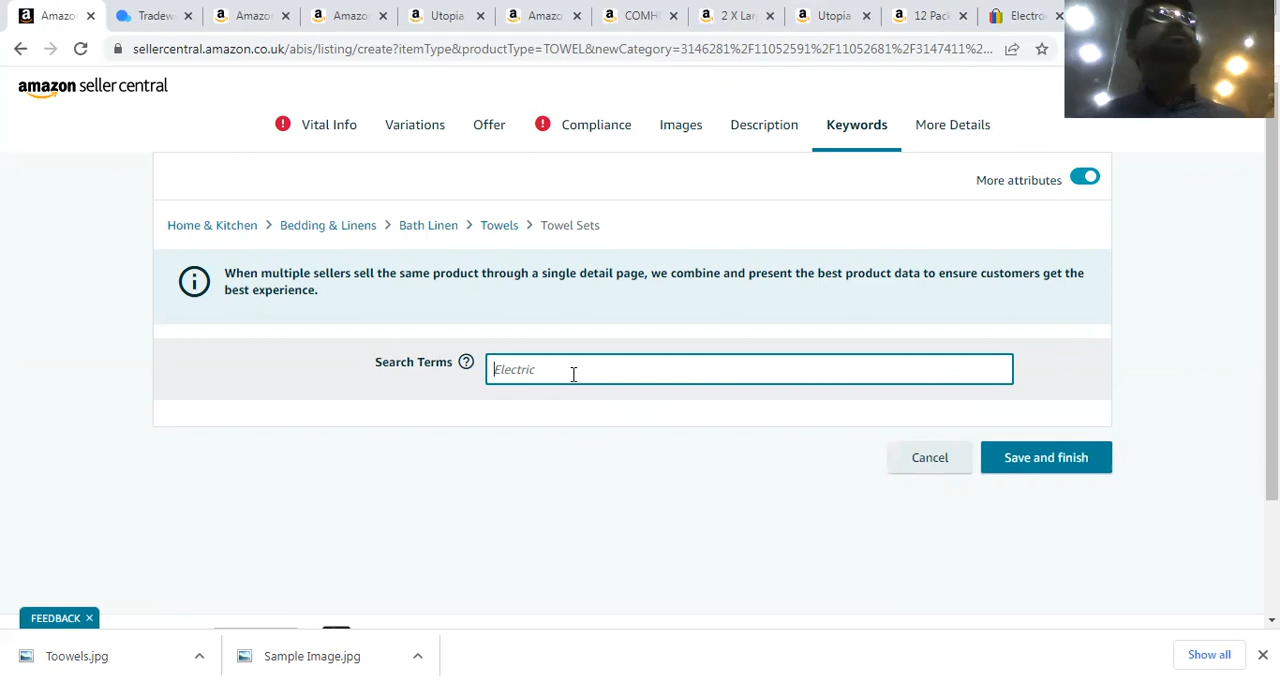 Amazo
Tradew
Amazon
Amazo
Utopia
Amazo
COMH
2 X Lar
Utopia
12 Pac
Electro
sellercentral.amazon.co.uk/abis/listing/create?itemType&productType=TOWEL&newCategory=3146281%2F11052591%2F11052681%2F3147411%2...
amazon seller central
Vital Info
Variations
Offer
Compliance
Images
Description
Keywords
More Details
More attributes
Home & Kitchen > Bedding & Linens > Bath Linen > Towels > Towel Sets
When multiple sellers sell the same product through a single detail page, we combine and present the best product data to ensure customers get the
best experience.
Search Terms
Electric
Cancel
Save and finish
FEEDBACK
Toowels.jpg
Sample Image.jpg
Show all